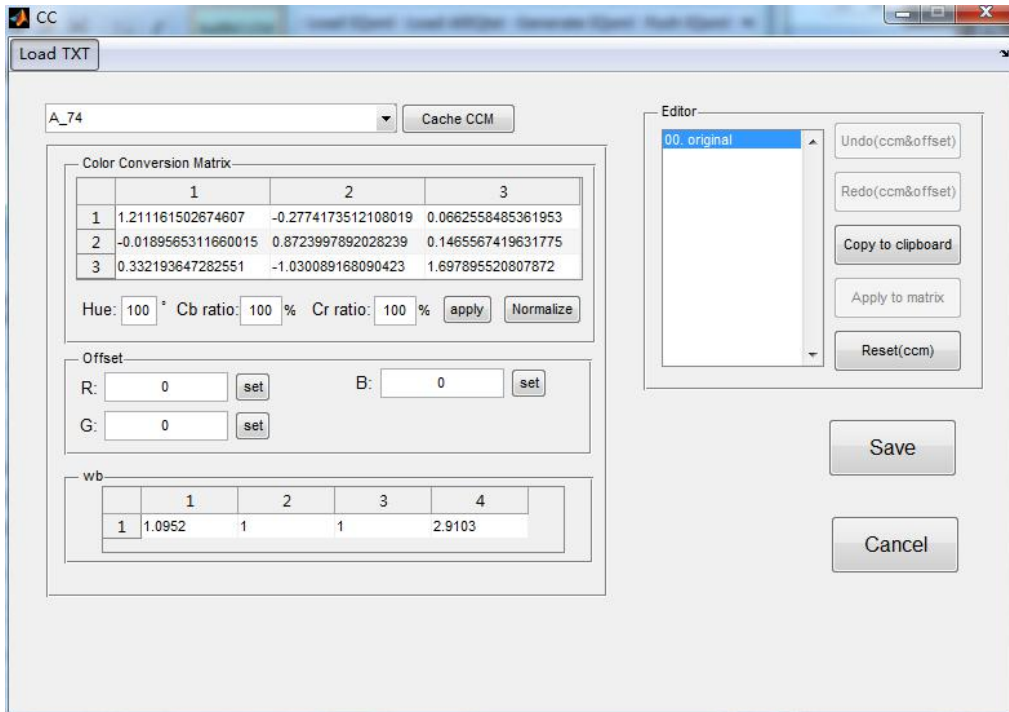 CC
Load TXT
A_74
Cache CCM
Color Conversion Matrix
1 2 3
1 1.211161502674607 -0.2774173512108019 0.0662558485361953
2 -0.0189565311660015 0.8723997892028239 0.1465567419631775
3 0.332193647282551 -1.030089168090423 1.697895520807872
Hue: 100 ° Cb ratio: 100 % Cr ratio: 100 % apply Normalize
Offset
R: 0 set B: 0 set
G: 0 set
wb
1 2 3 4
1 1.0952 1 1 2.9103
Editor
00. original
Undo(ccm&offset)
Redo(ccm&offset)
Copy to clipboard
Apply to matrix
Reset(ccm)
Save
Cancel